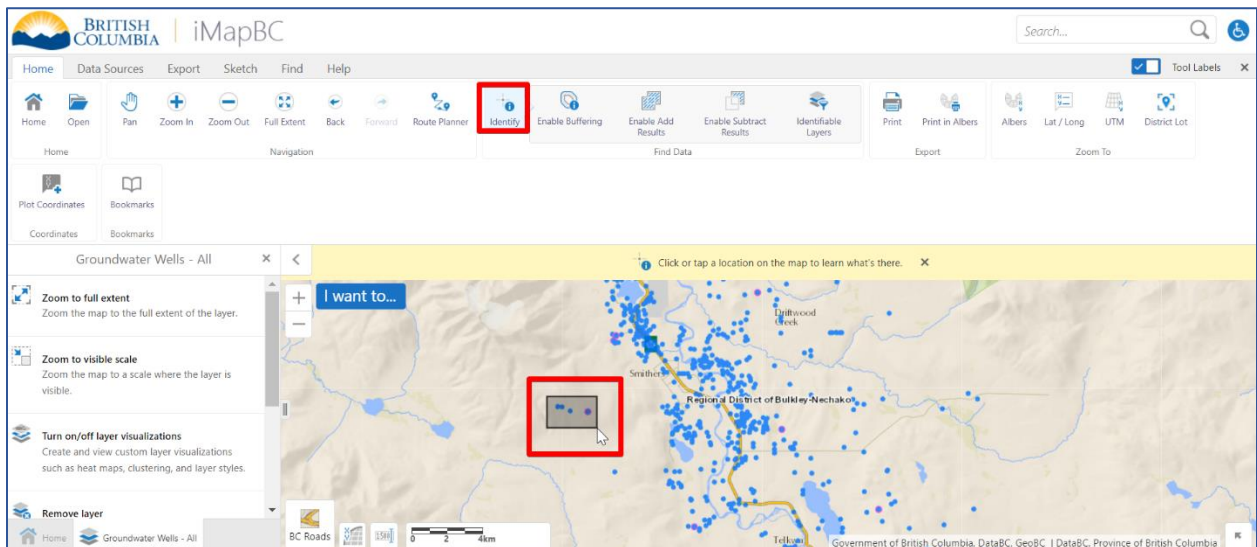 BRITISH
COLUMBIA
iMapBC
Search...
Home Data Sources Export Sketch Find Help
Tool Labels
Home Open Pan Zoom In Zoom Out Full Extent Back Forward Route Planner Identify Enable Buffering Enable Add Results Enable Subtract Results Identifiable Layers Print Print in Albers Albers Lat / Long UTM District Lot
Home Navigation Find Data Export Zoom To
Plot Coordinates Bookmarks
Coordinates Bookmarks
Groundwater Wells - All
Click or tap a location on the map to learn what's there.
I want to...
Zoom to full extent
Zoom the map to the full extent of the layer.
Zoom to visible scale
Zoom the map to a scale where the layer is
visible.
Turn on/off layer visualizations
Create and view custom layer visualizations
such as heat maps, clustering, and layer styles.
Remove layer
Home Groundwater Wells - All
Driftwood
Creek
Smithers
Regional District of Bulkley-Nechako
Telkwa
BC Roads
0 2 4km
Government of British Columbia, DataBC, GeoBC | DataBC, Province of British Columbia